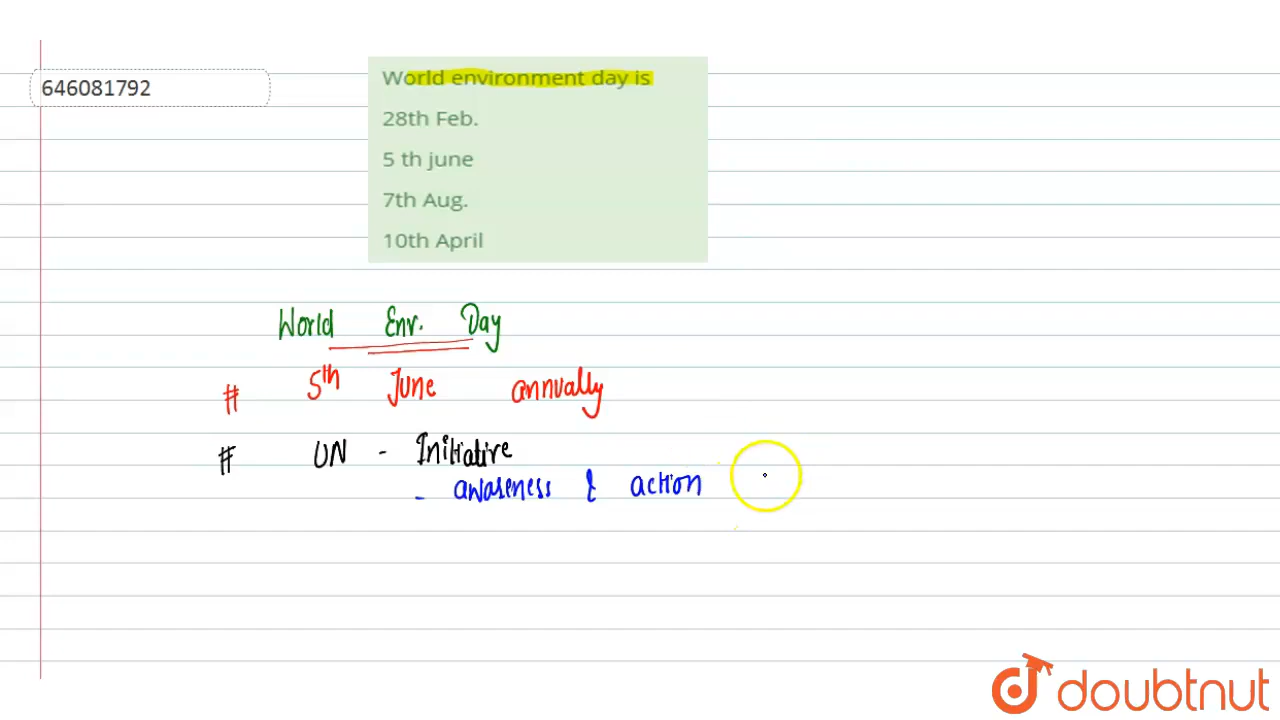 646081792
World environment day is
28th Feb.
5 th june
7th Aug.
10th April
World Env. Day
# 5th June annually
# UN - Initiative
- awareness & action
doubtnut